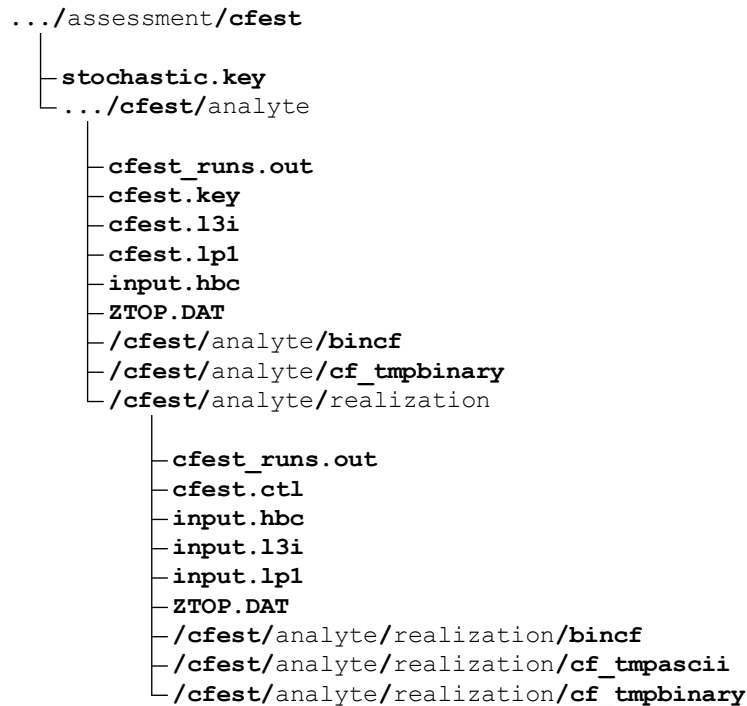 .../assessment/cfest
stochastic.key
.../cfest/analyte
cfest_runs.out
cfest.key
cfest.l3i
cfest.lp1
input.hbc
ZTOP.DAT
/cfest/analyte/bincf
/cfest/analyte/cf_tmpbinary
/cfest/analyte/realization
cfest_runs.out
cfest.ctl
input.hbc
input.l3i
input.lp1
ZTOP.DAT
/cfest/analyte/realization/bincf
/cfest/analyte/realization/cf_tmpascii
/cfest/analyte/realization/cf_tmpbinary